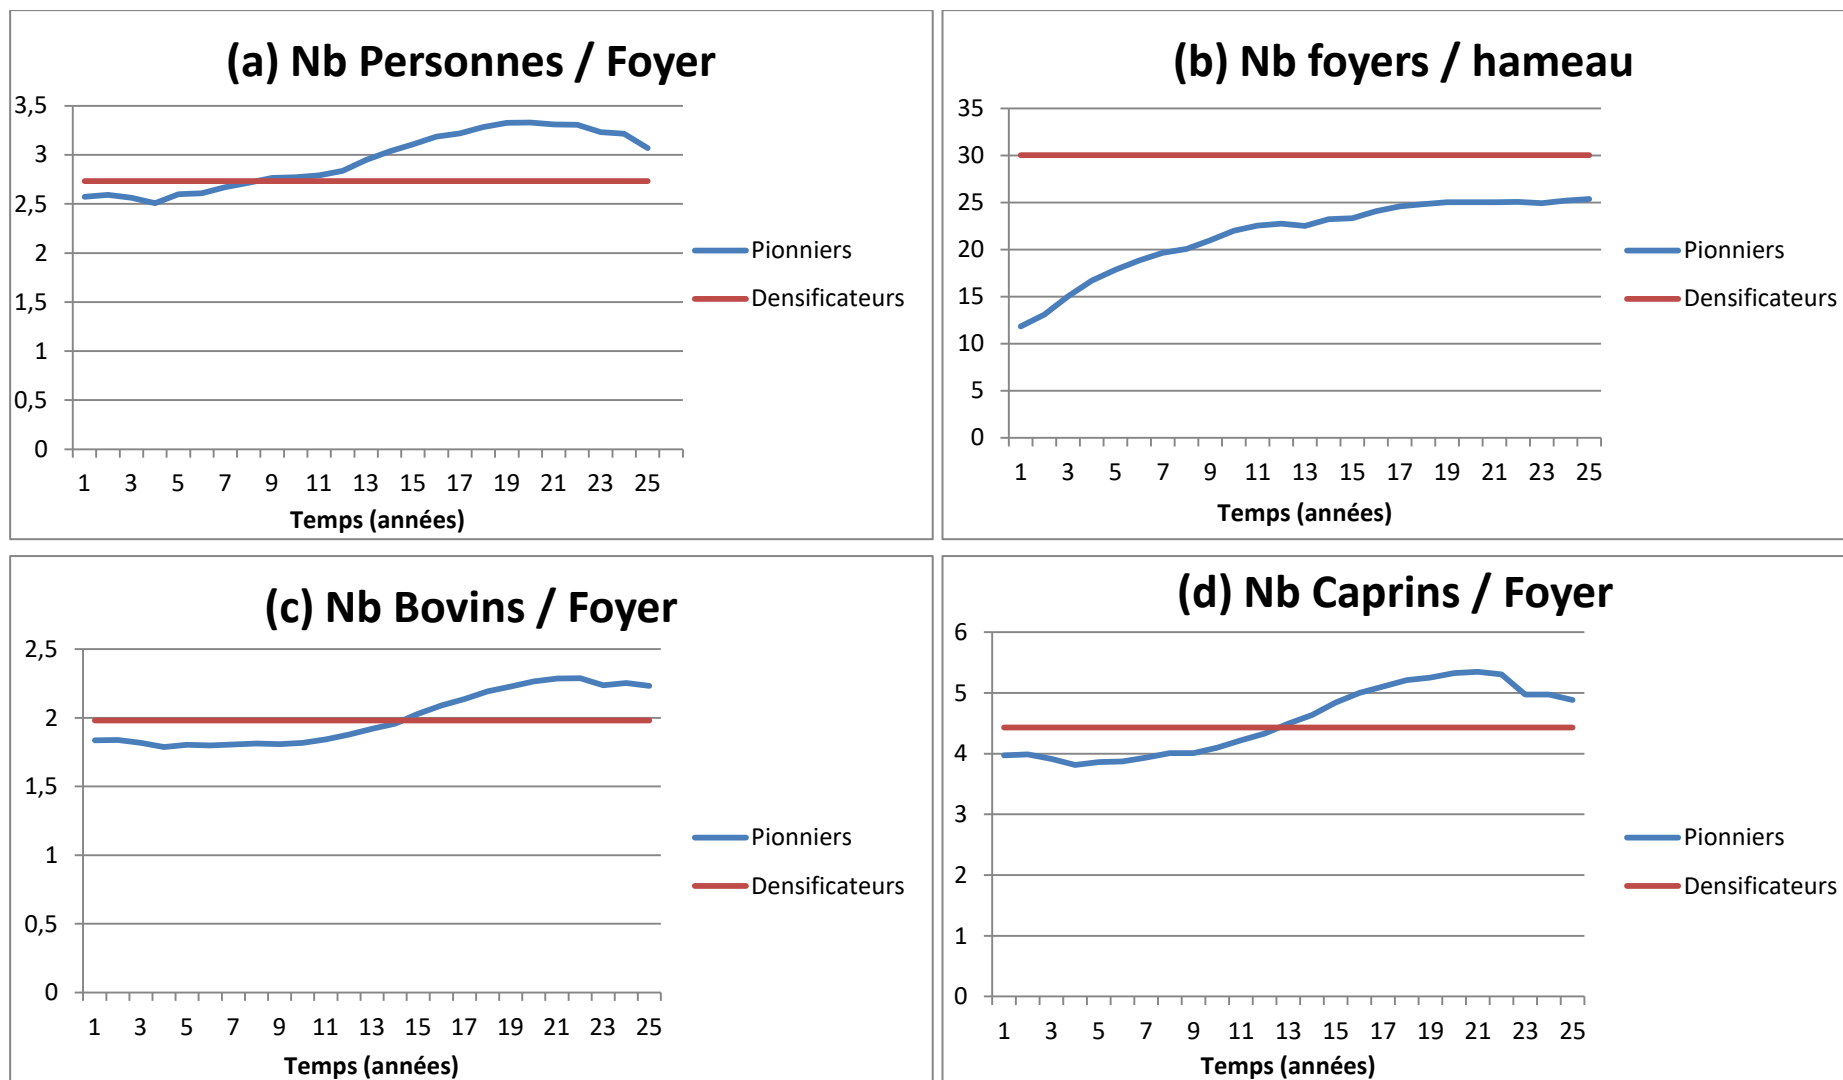 (a) Nb Personnes / Foyer
3,5
3
2,5
2
1,5
1
0,5
0
1 3 5 7 9 11 13 15 17 19 21 23 25
Temps (années)
Pionniers
Densificateurs
(b) Nb foyers / hameau
35
30
25
20
15
10
5
0
1 3 5 7 9 11 13 15 17 19 21 23 25
Temps (années)
Pionniers
Densificateurs
(c) Nb Bovins / Foyer
2,5
2
1,5
1
0,5
0
1 3 5 7 9 11 13 15 17 19 21 23 25
Temps (années)
Pionniers
Densificateurs
(d) Nb Caprins / Foyer
6
5
4
3
2
1
0
1 3 5 7 9 11 13 15 17 19 21 23 25
Temps (années)
Pionniers
Densificateurs